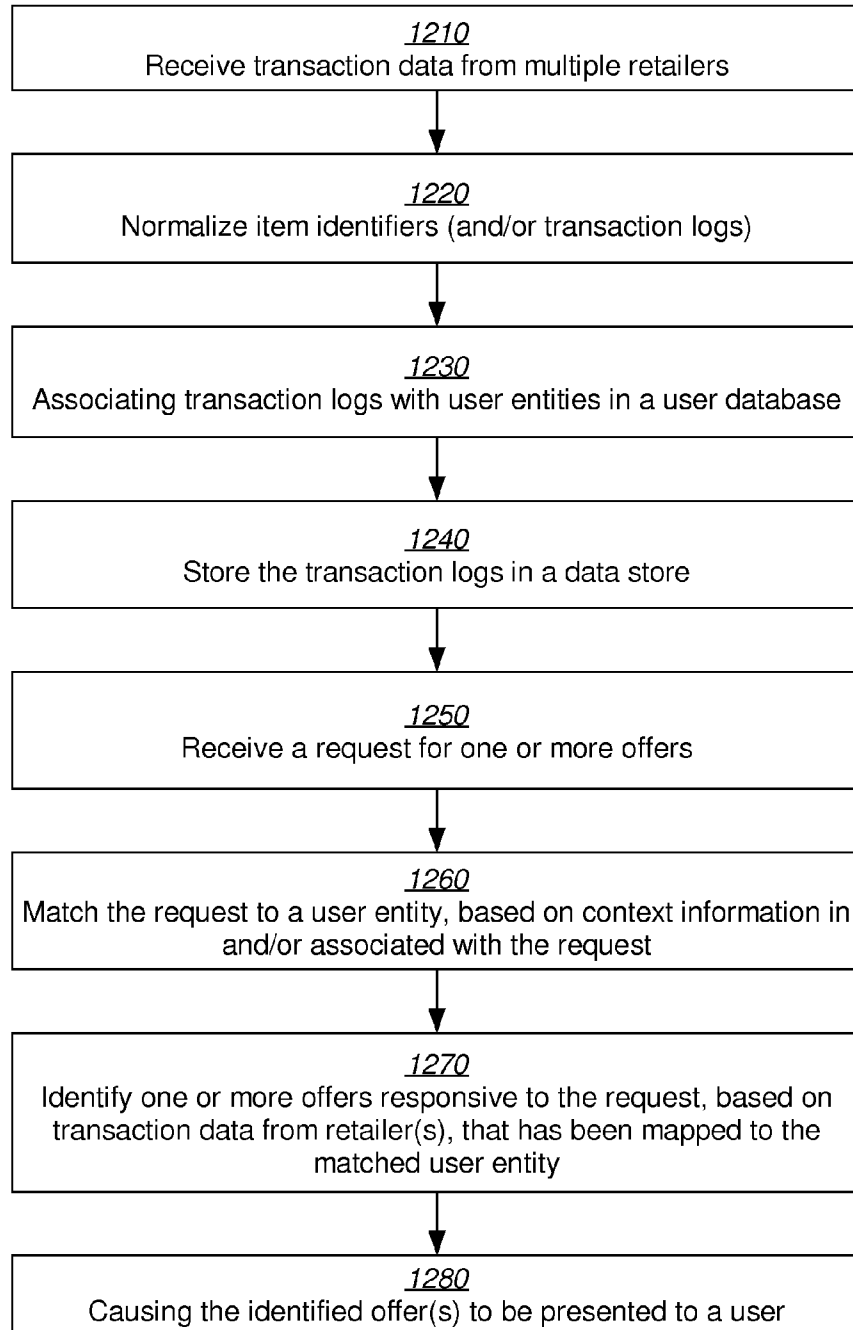 1210
Receive transaction data from multiple retailers
1220
Normalize item identifiers (and/or transaction logs)
1230
Associating transaction logs with user entities in a user database
1240
Store the transaction logs in a data store
1250
Receive a request for one or more offers
1260
Match the request to a user entity, based on context information in
and/or associated with the request
1270
Identify one or more offers responsive to the request, based on
transaction data from retailer(s), that has been mapped to the
matched user entity
1280
Causing the identified offer(s) to be presented to a user